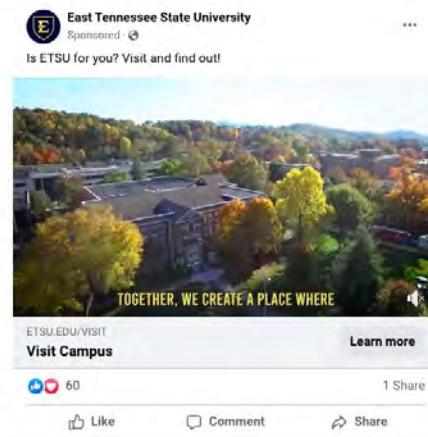 E
East Tennessee State University
Sponsored ·
Is ETSU for you? Visit and find out!
TOGETHER, WE CREATE A PLACE WHERE
ETSU.EDU/VISIT
Visit Campus
Learn more
60
1 Share
Like
Comment
Share